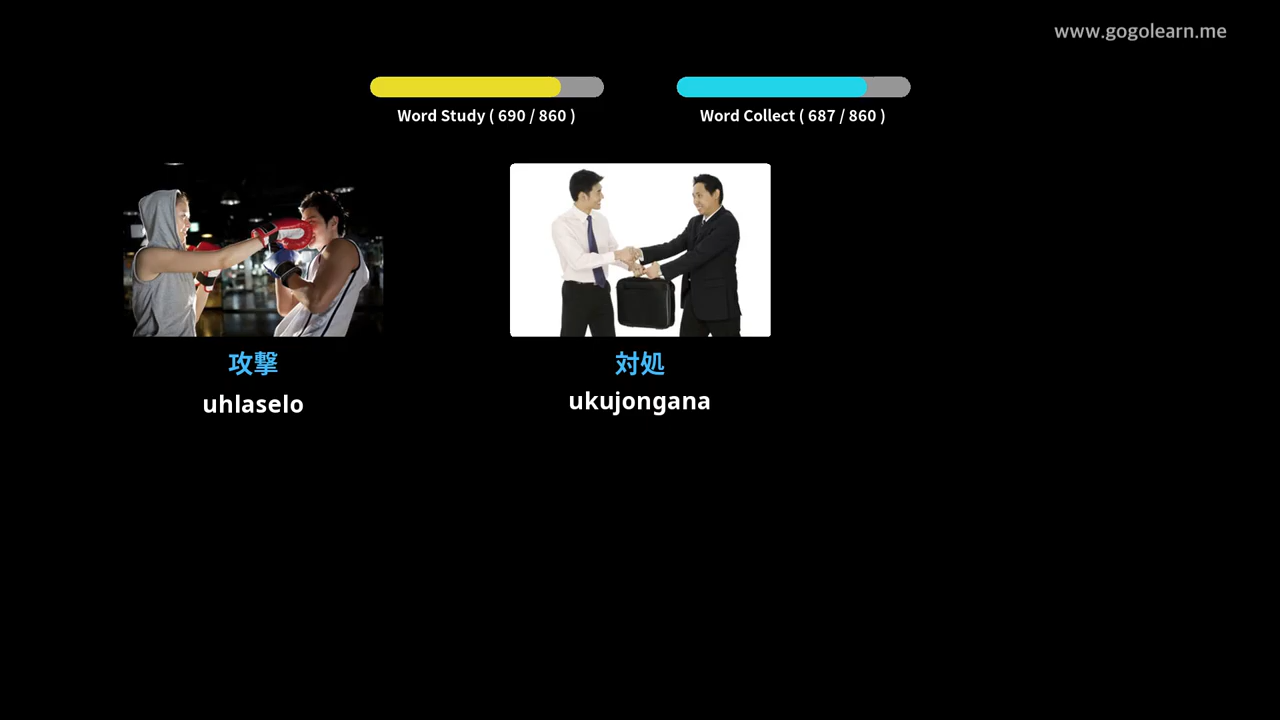 www.gogolearn.me
Word Study ( 690 / 860 )
Word Collect ( 687 / 860 )
攻撃
uhlaselo
対処
ukujongana